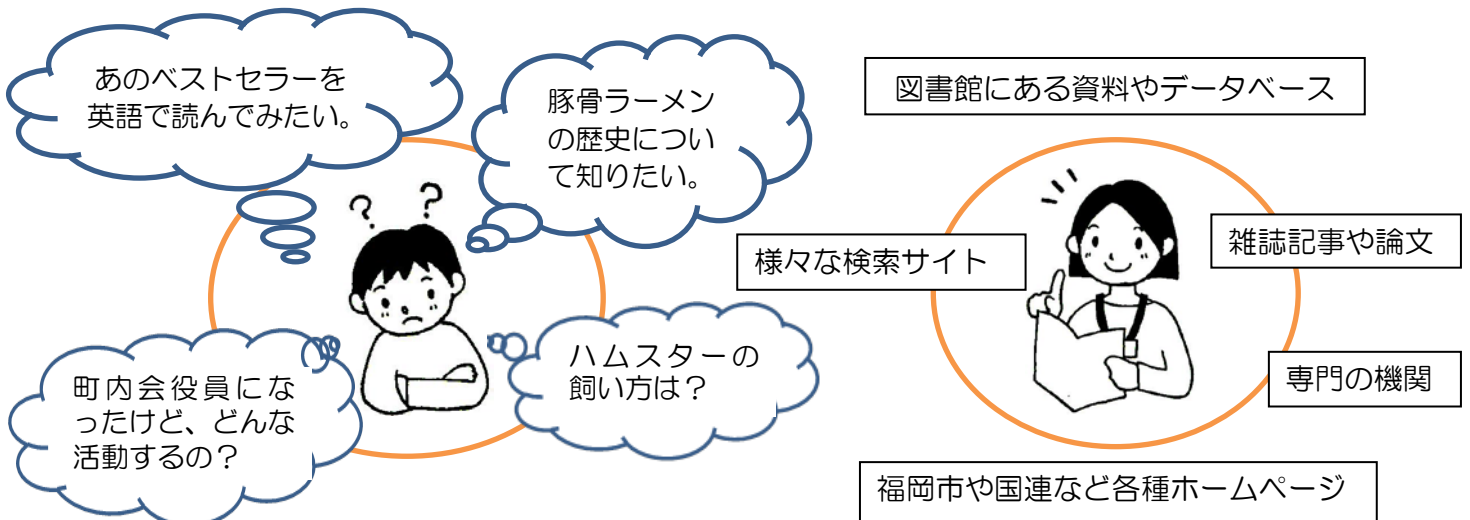 あのベストセラーを
英語で読んでみたい。
豚骨ラーメン
の歴史につい
て知りたい。
?
?
町内会役員にな
ったけど、どんな
活動するの？
ハムスターの
飼い方は？
図書館にある資料やデータベース
様々な検索サイト
雑誌記事や論文
専門の機関
福岡市や国連など各種ホームページ